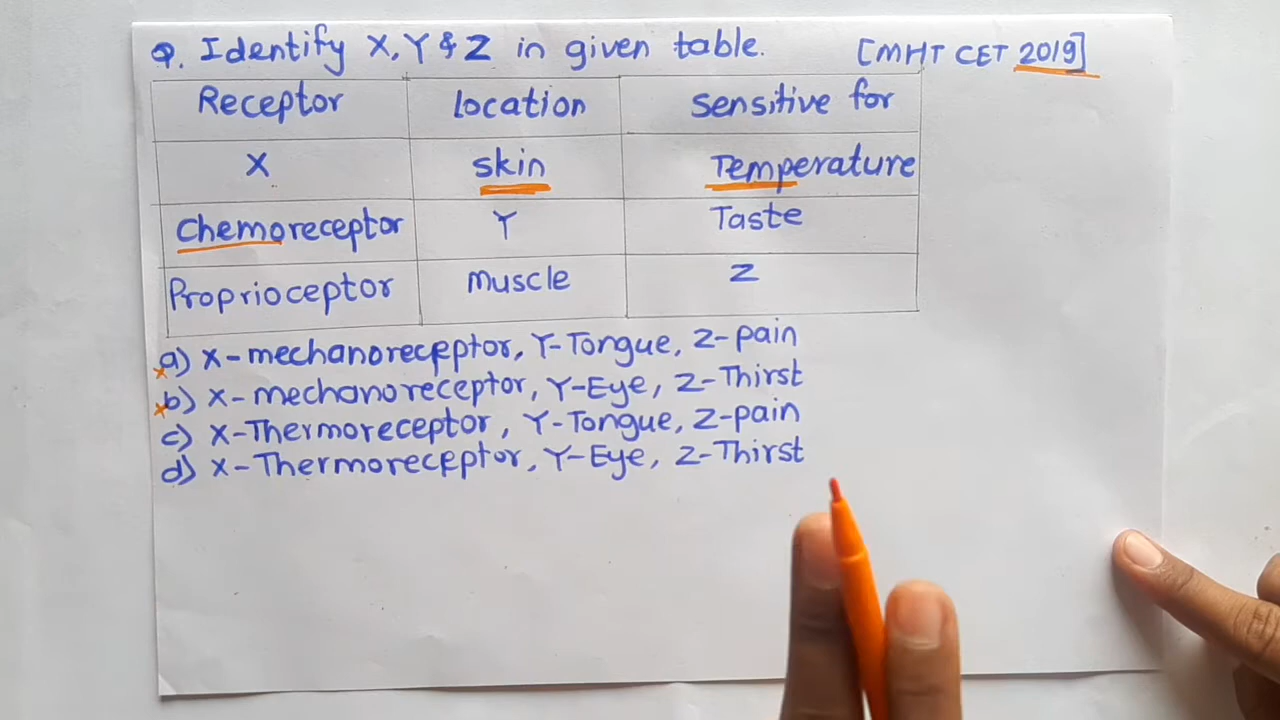 Q. Identify X, Y & Z in given table. [MHT CET 2019]
Receptor location Sensitive for
X skin Temperature
Chemoreceptor Y Taste
Proprioceptor Muscle Z
a) X-mechanoreceptor, Y-Tongue, Z-pain
b) X-mechanoreceptor, Y-Eye, Z-Thirst
c) X-Thermoreceptor, Y-Tongue, Z-pain
d) X-Thermoreceptor, Y-Eye, Z-Thirst